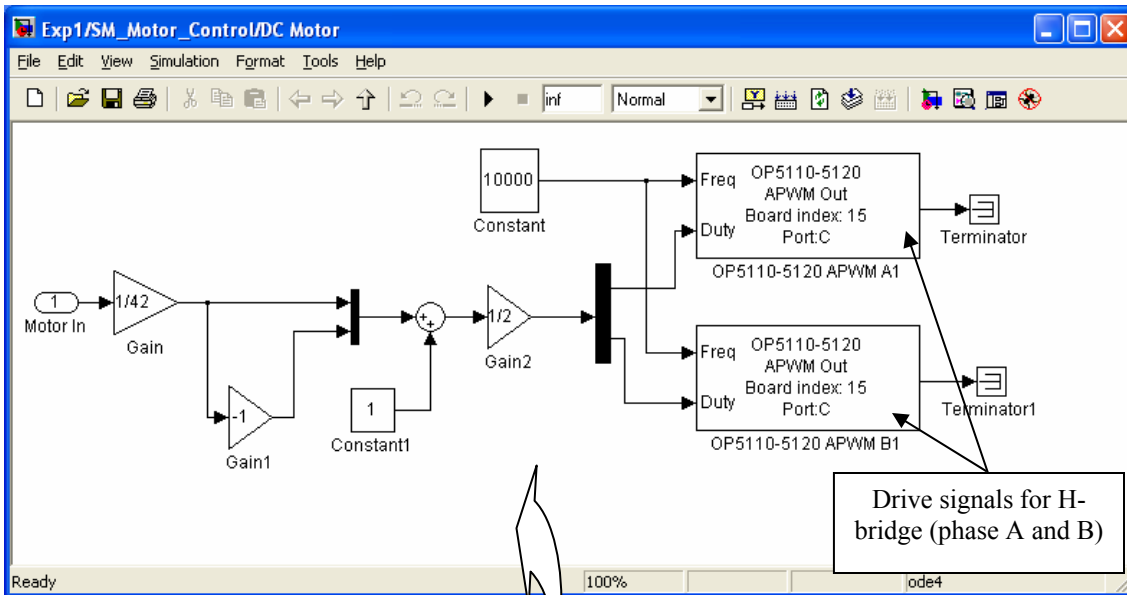 Exp1/SM_Motor_Control/DC Motor
File Edit View Simulation Format Tools Help
inf Normal
10000
Constant
Freq
Duty
OP5110-5120
APWM Out
Board index: 15
Port:C
OP5110-5120 APWM A1
Terminator
1
Motor In
1/42
Gain
-1
Gain1
1
Constant1
++
1/2
Gain2
Freq
Duty
OP5110-5120
APWM Out
Board index: 15
Port:C
OP5110-5120 APWM B1
Terminator1
Drive signals for H-
bridge (phase A and B)
Ready 100% ode4